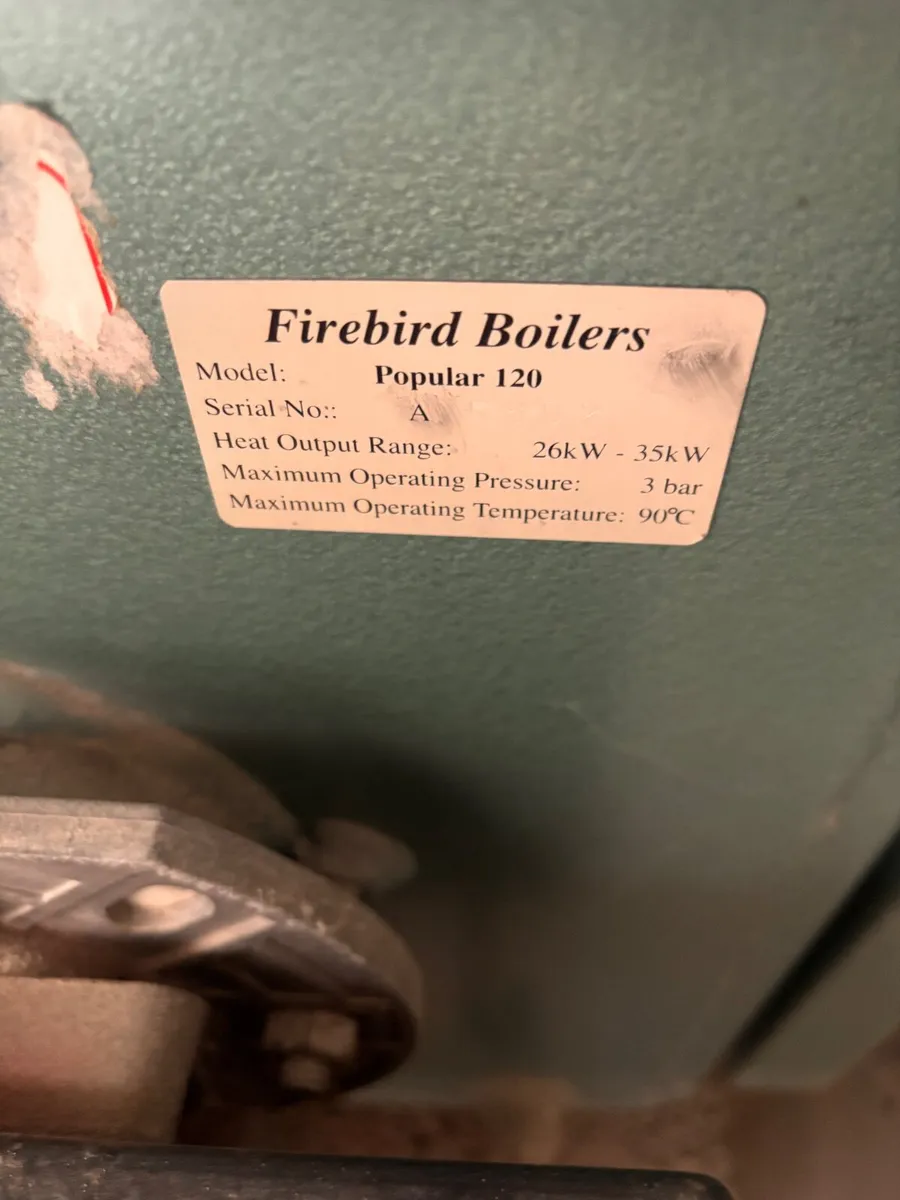 Firebird Boilers
Model: Popular 120
Serial No:: A
Heat Output Range: 26kW - 35kW
Maximum Operating Pressure: 3 bar
Maximum Operating Temperature: 90°C